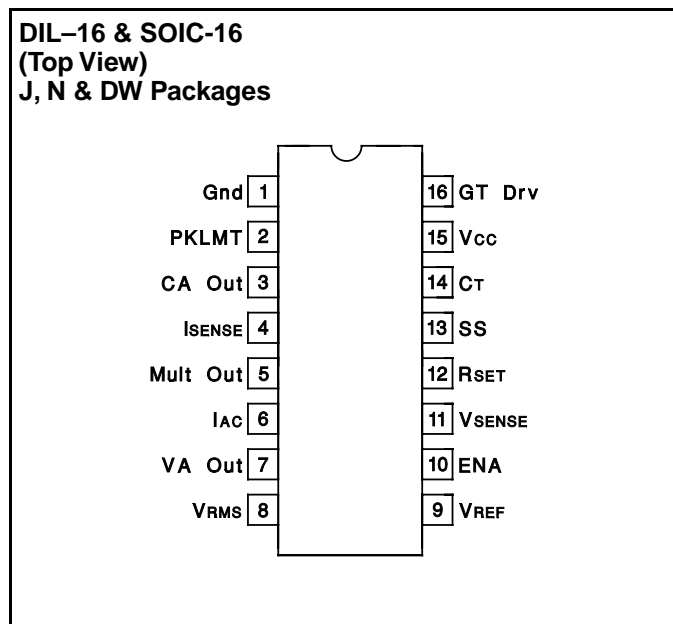 DIL–16 & SOIC-16
(Top View)
J, N & DW Packages
Gnd 1 16 GT Drv
PKLMT 2 15 VCC
CA Out 3 14 CT
ISENSE 4 13 SS
Mult Out 5 12 RSET
IAC 6 11 VSENSE
VA Out 7 10 ENA
VRMS 8 9 VREF